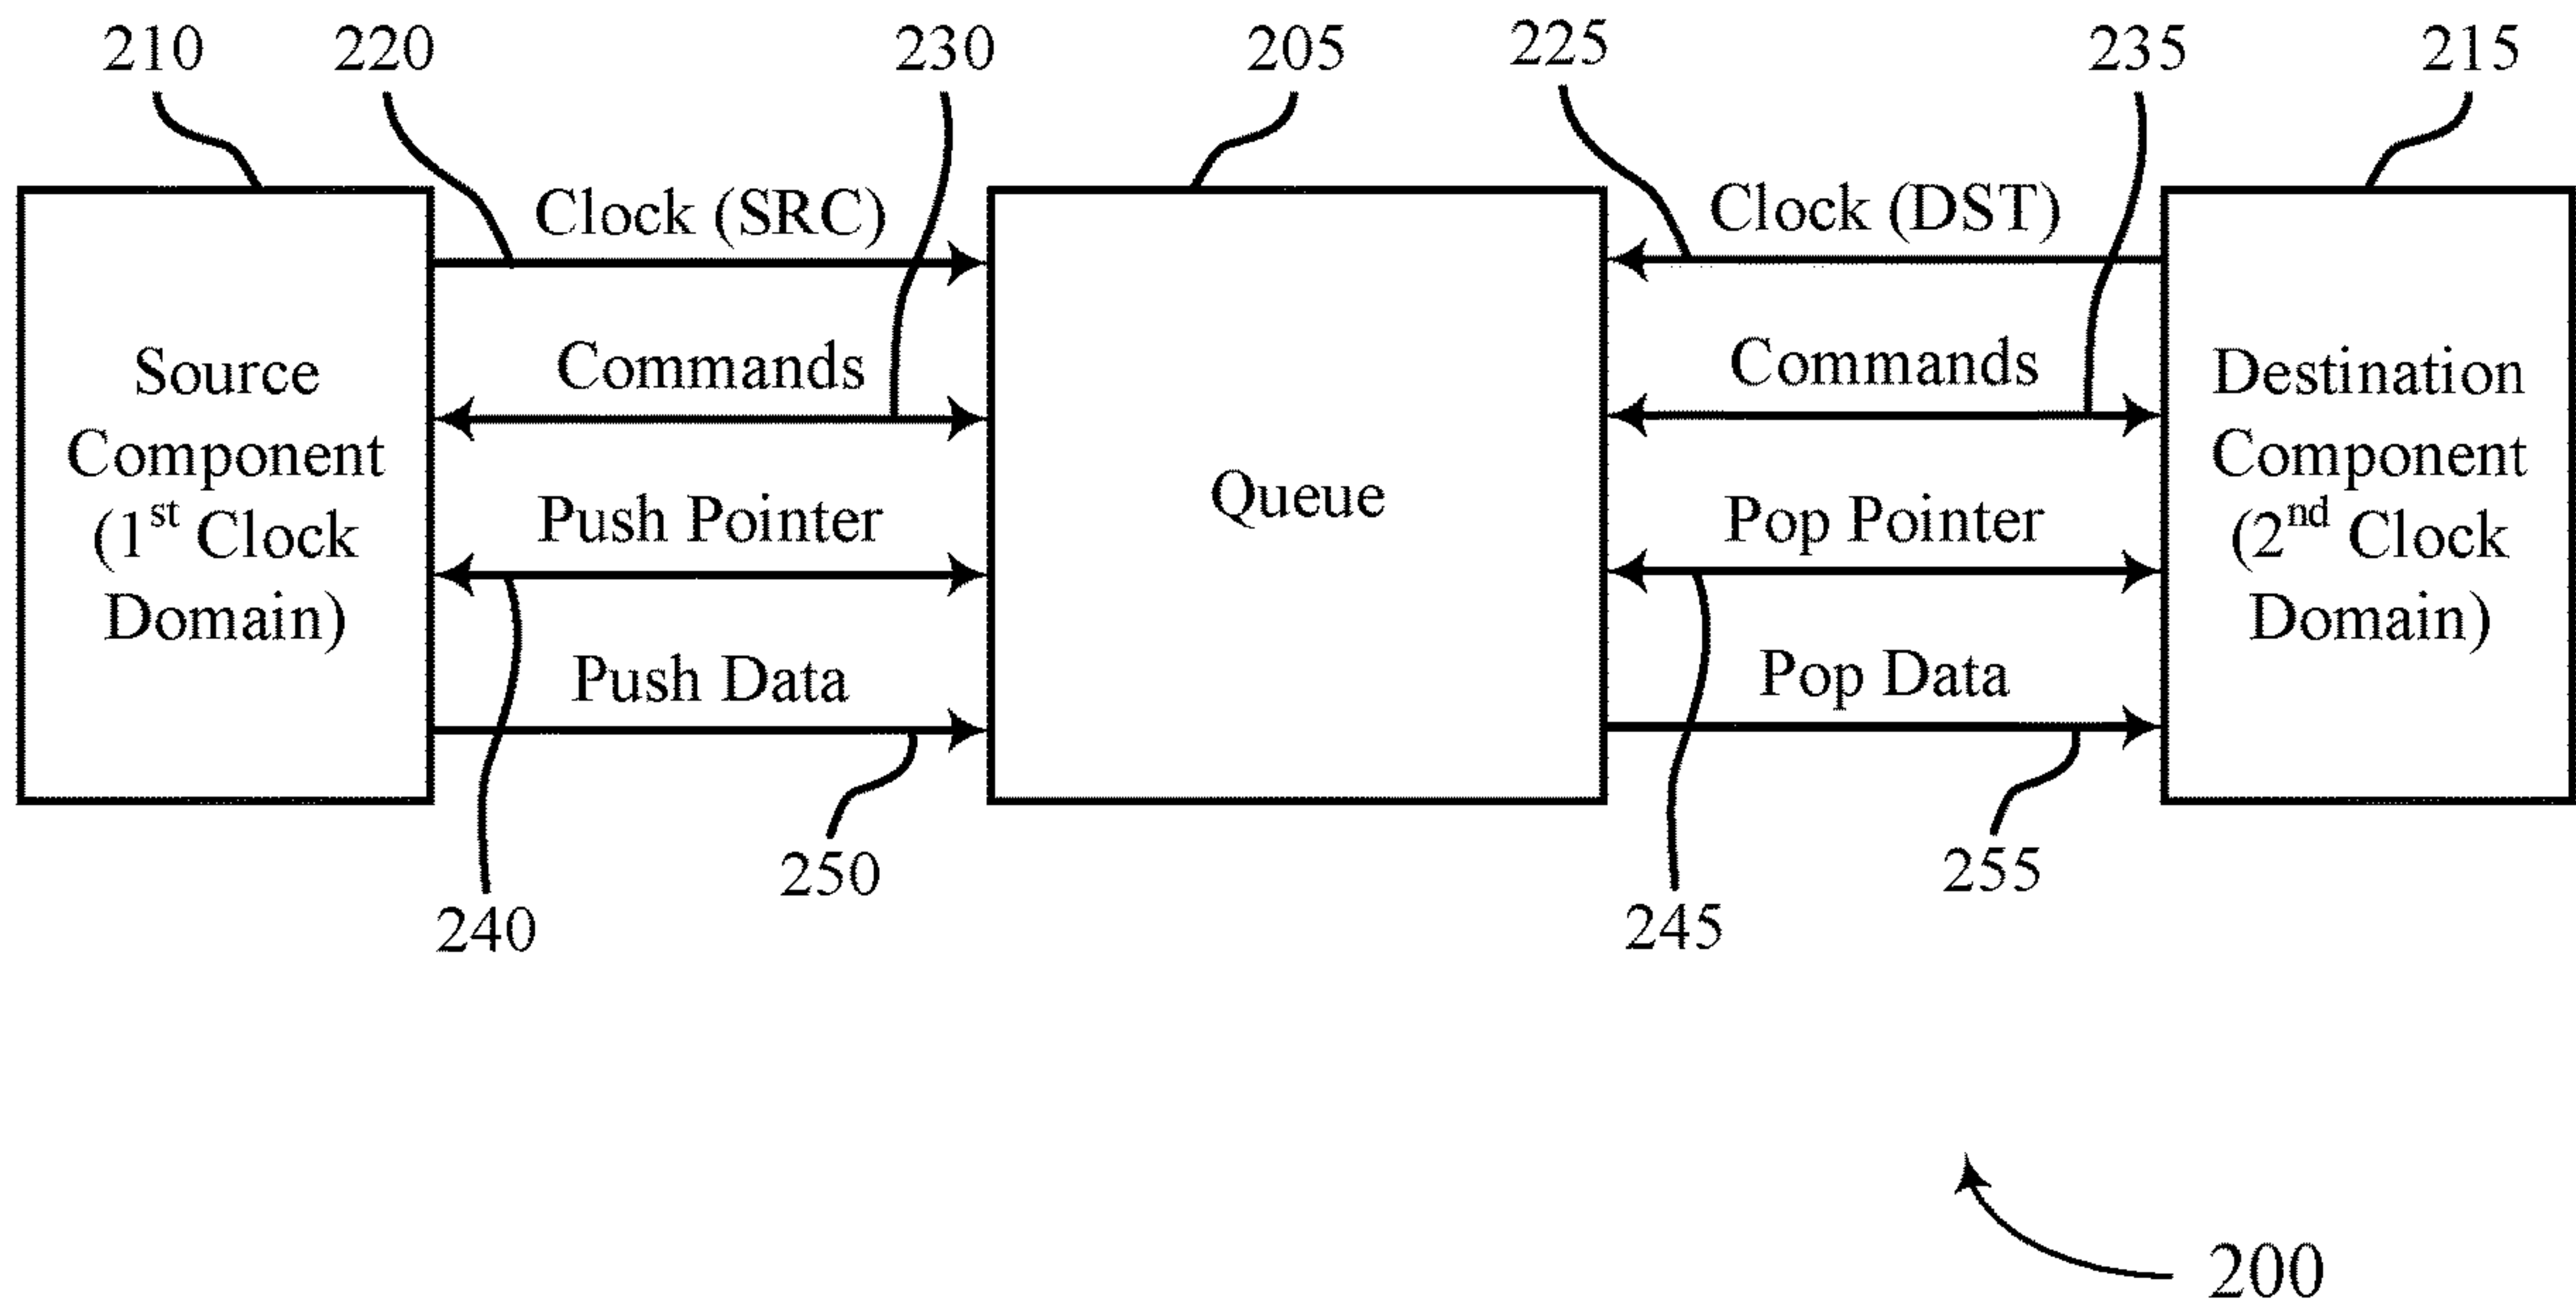 210
220
230
205
225
235
215
Clock (SRC)
Clock (DST)
Commands
Commands
Source
Component
(1st Clock
Domain)
Queue
Destination
Component
(2nd Clock
Domain)
Push Pointer
Pop Pointer
Push Data
Pop Data
250
255
240
245
200